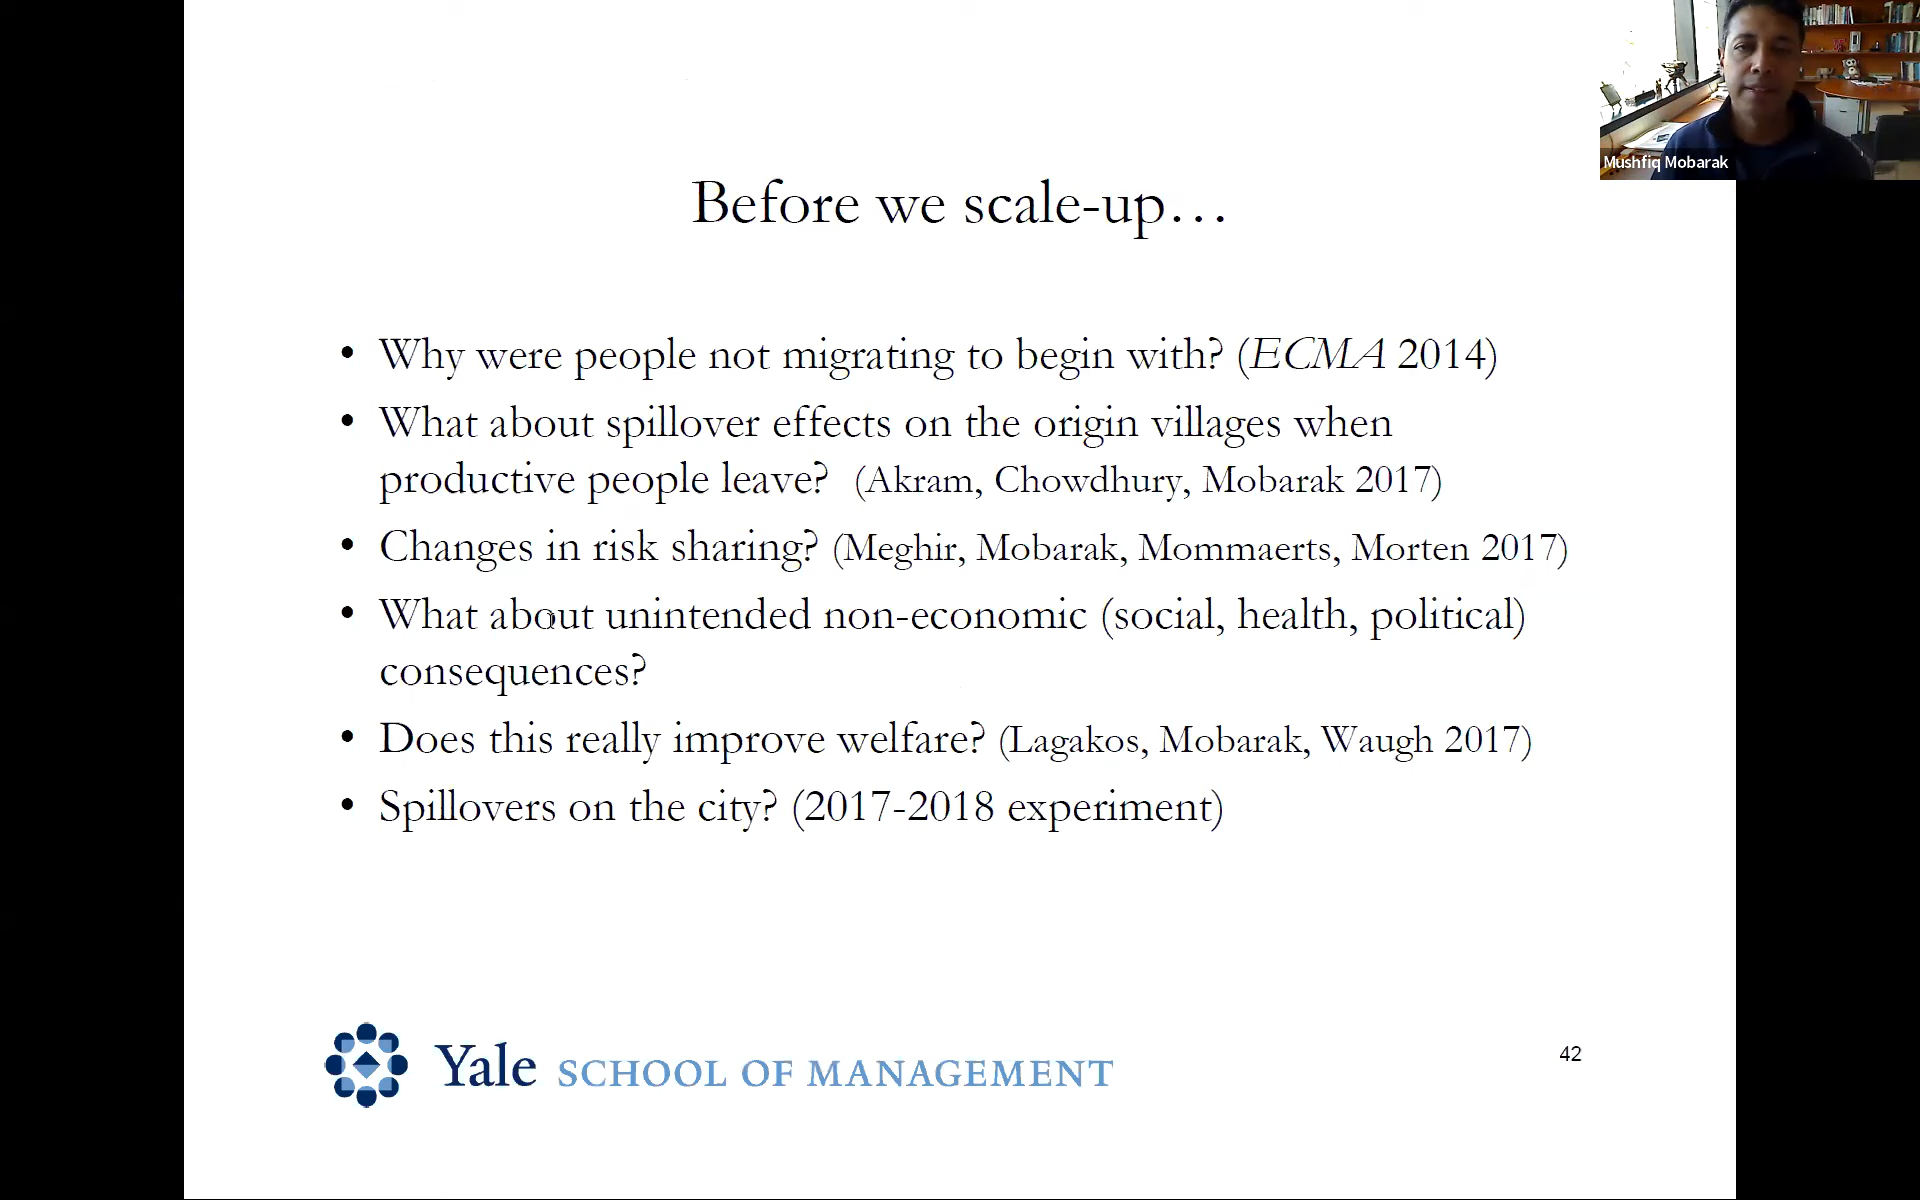 Mushfiq Mobarak
Before we scale-up…
• Why were people not migrating to begin with? (ECMA 2014)
• What about spillover effects on the origin villages when
productive people leave? (Akram, Chowdhury, Mobarak 2017)
• Changes in risk sharing? (Meghir, Mobarak, Mommaerts, Morten 2017)
• What about unintended non-economic (social, health, political)
consequences?
• Does this really improve welfare? (Lagakos, Mobarak, Waugh 2017)
• Spillovers on the city? (2017-2018 experiment)
Yale SCHOOL OF MANAGEMENT
42